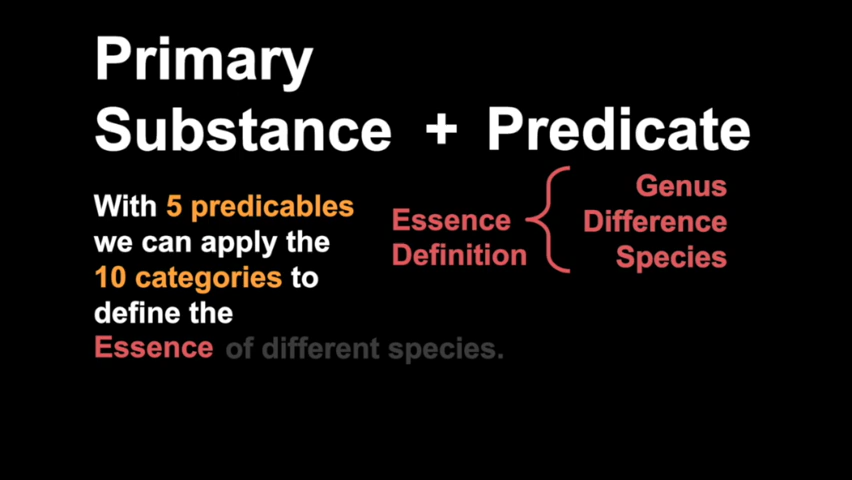 Primary
Substance + Predicate
With 5 predicables
we can apply the
10 categories to
define the
Essence of different species.
Essence
Definition
Genus
Difference
Species